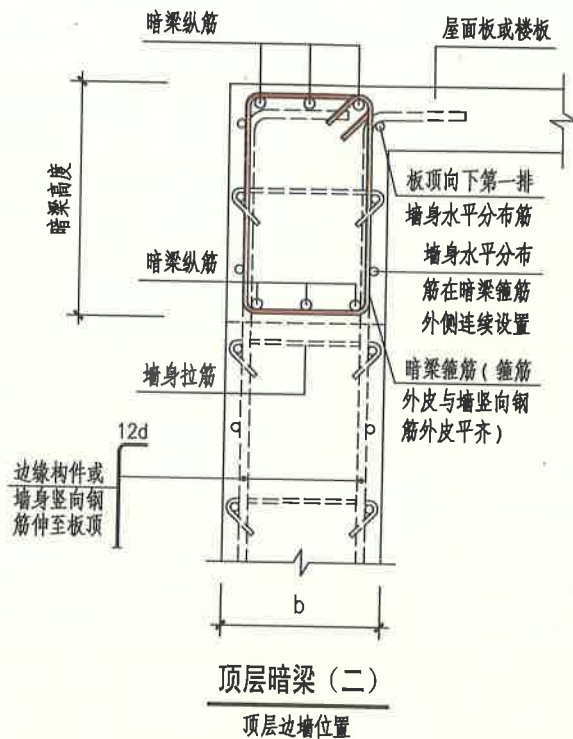 暗梁纵筋
屋面板或楼板
暗梁高度
板顶向下第一排
墙身水平分布筋
暗梁纵筋
墙身水平分布
筋在暗梁箍筋
外侧连续设置
墙身拉筋
暗梁箍筋（箍筋
外皮与墙竖向钢
筋外皮平齐）
12d
边缘构件或
墙身竖向钢
筋伸至板顶
b
顶层暗梁（二）
顶层边墙位置